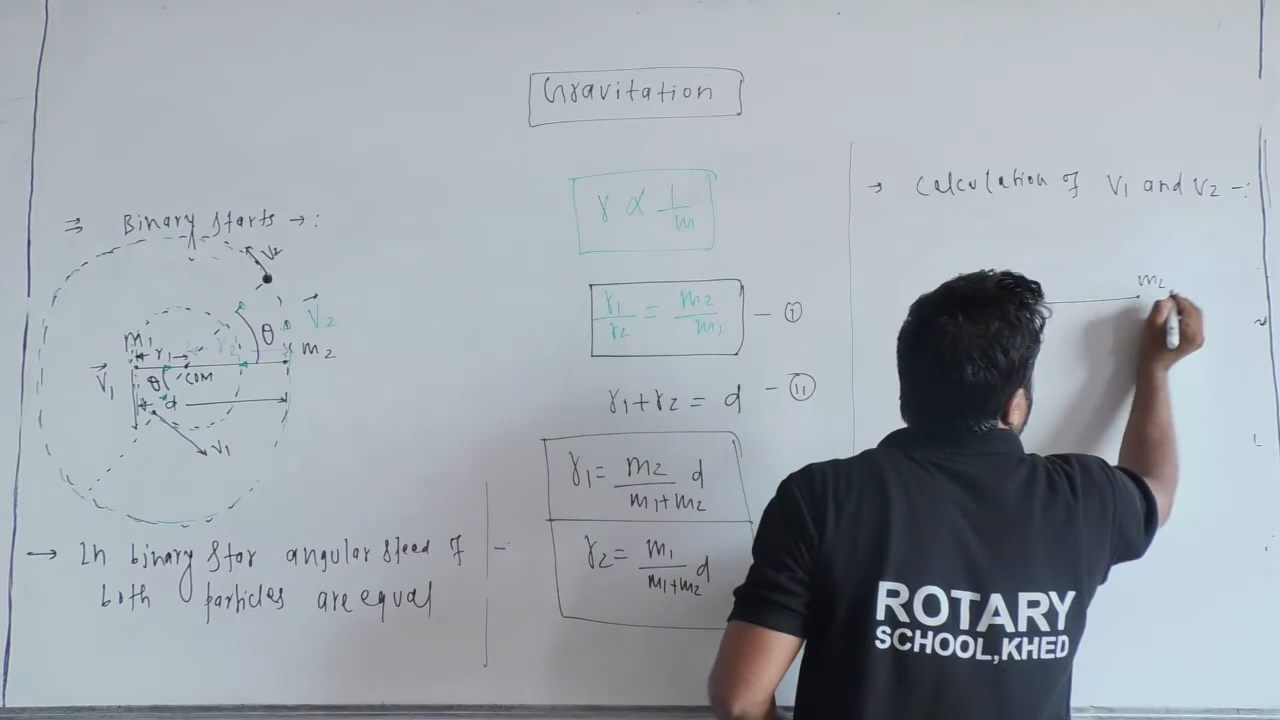 Gravitation
⇒ Binary Starts →:
V2
θ
V⃗2
m1
r1
r2
m2
V⃗1
θ
COM
d
V1
→ In binary star angular speed of
both particles are equal
r ∝ 1/m
r1/r2 = m2/m1 — (i)
r1+r2 = d — (ii)
r1 = m2/(m1+m2) d
r2 = m1/(m1+m2) d
→ Calculation of V1 and V2 -:
m2
ROTARY
SCHOOL,KHED